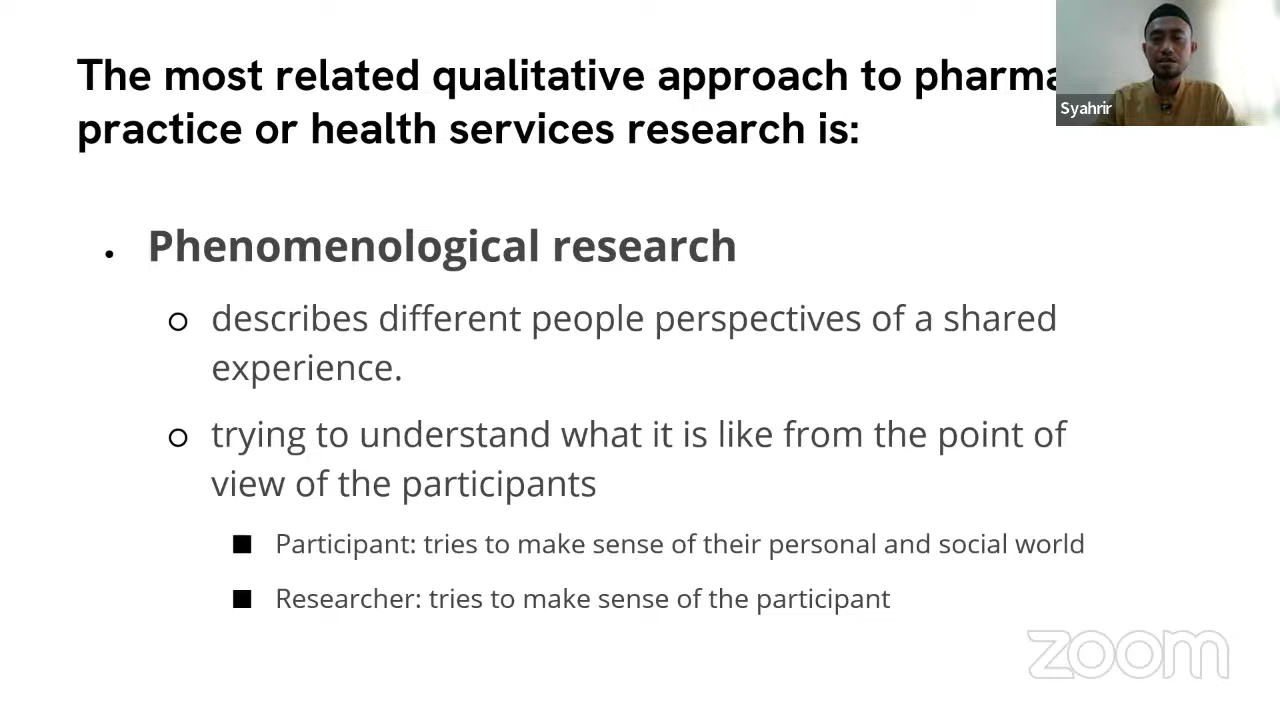 The most related qualitative approach to pharma
practice or health services research is:
Syahrir
• Phenomenological research
○ describes different people perspectives of a shared
experience.
○ trying to understand what it is like from the point of
view of the participants
■ Participant: tries to make sense of their personal and social world
■ Researcher: tries to make sense of the participant
zoom